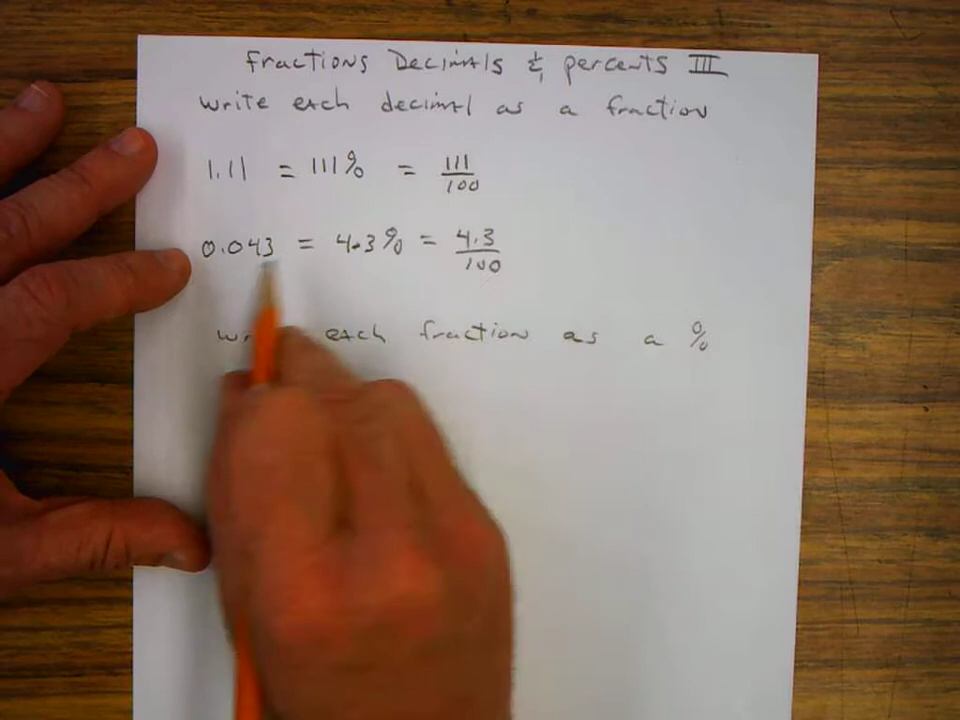 Fractions Decimals & percents III
write each decimal as a fraction
1.11 = 111% = 111/100
0.043 = 4.3% = 4.3/100
each fraction as a %